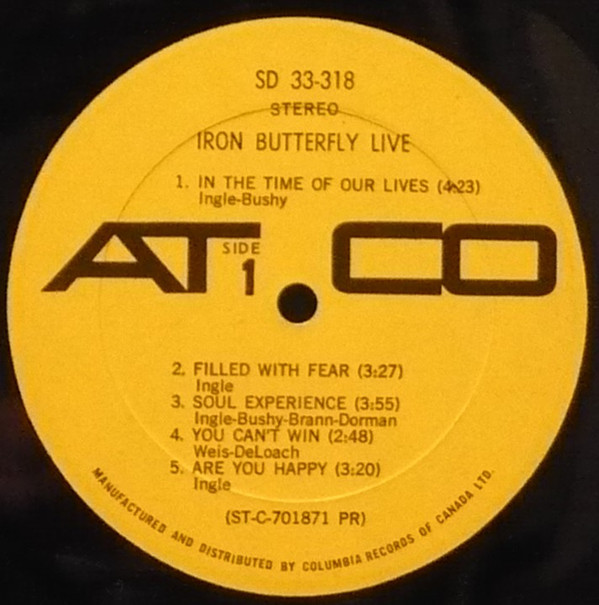 SD 33-318
STEREO
IRON BUTTERFLY LIVE
1. IN THE TIME OF OUR LIVES (4:23)
Ingle-Bushy
ATCO
SIDE
1
2. FILLED WITH FEAR (3:27)
Ingle
3. SOUL EXPERIENCE (3:55)
Ingle-Bushy-Brann-Dorman
4. YOU CAN'T WIN (2:48)
Weis-DeLoach
5. ARE YOU HAPPY (3:20)
Ingle
(ST-C-701871 PR)
MANUFACTURED AND DISTRIBUTED BY COLUMBIA RECORDS OF CANADA LTD.